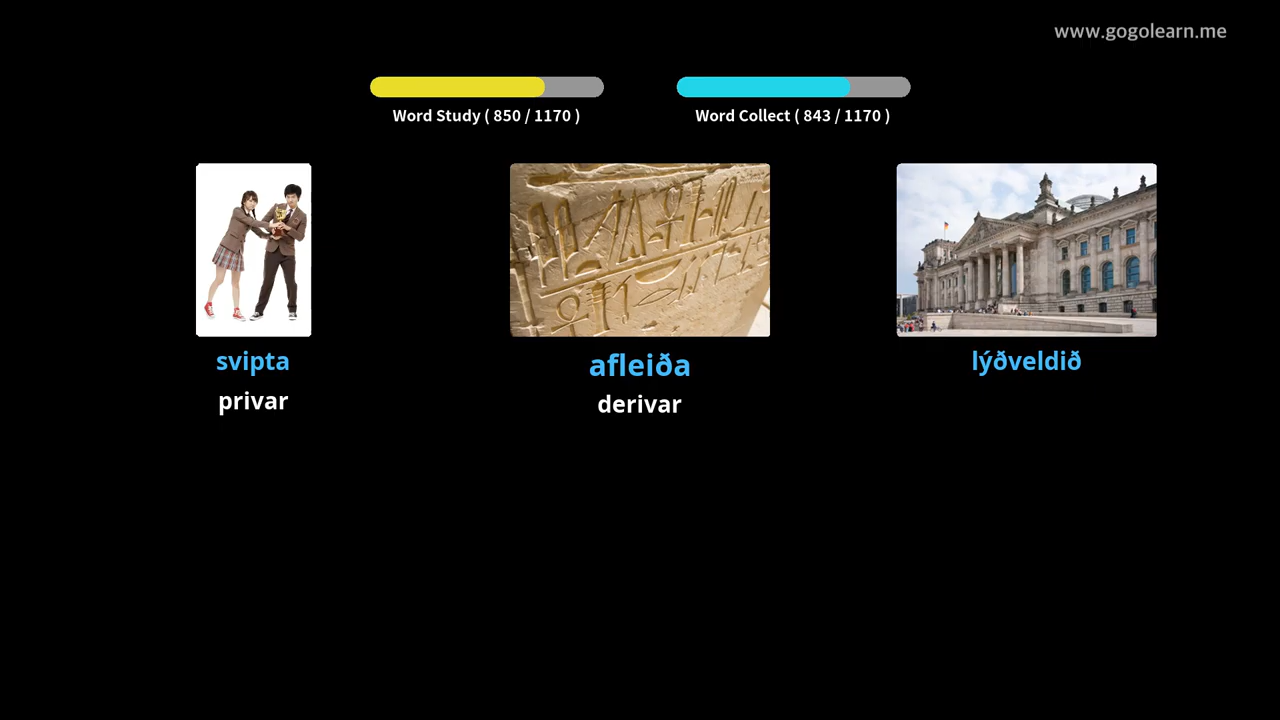 www.gogolearn.me
Word Study ( 850 / 1170 )
Word Collect ( 843 / 1170 )
svipta
privar
afleiða
derivar
lýðveldið